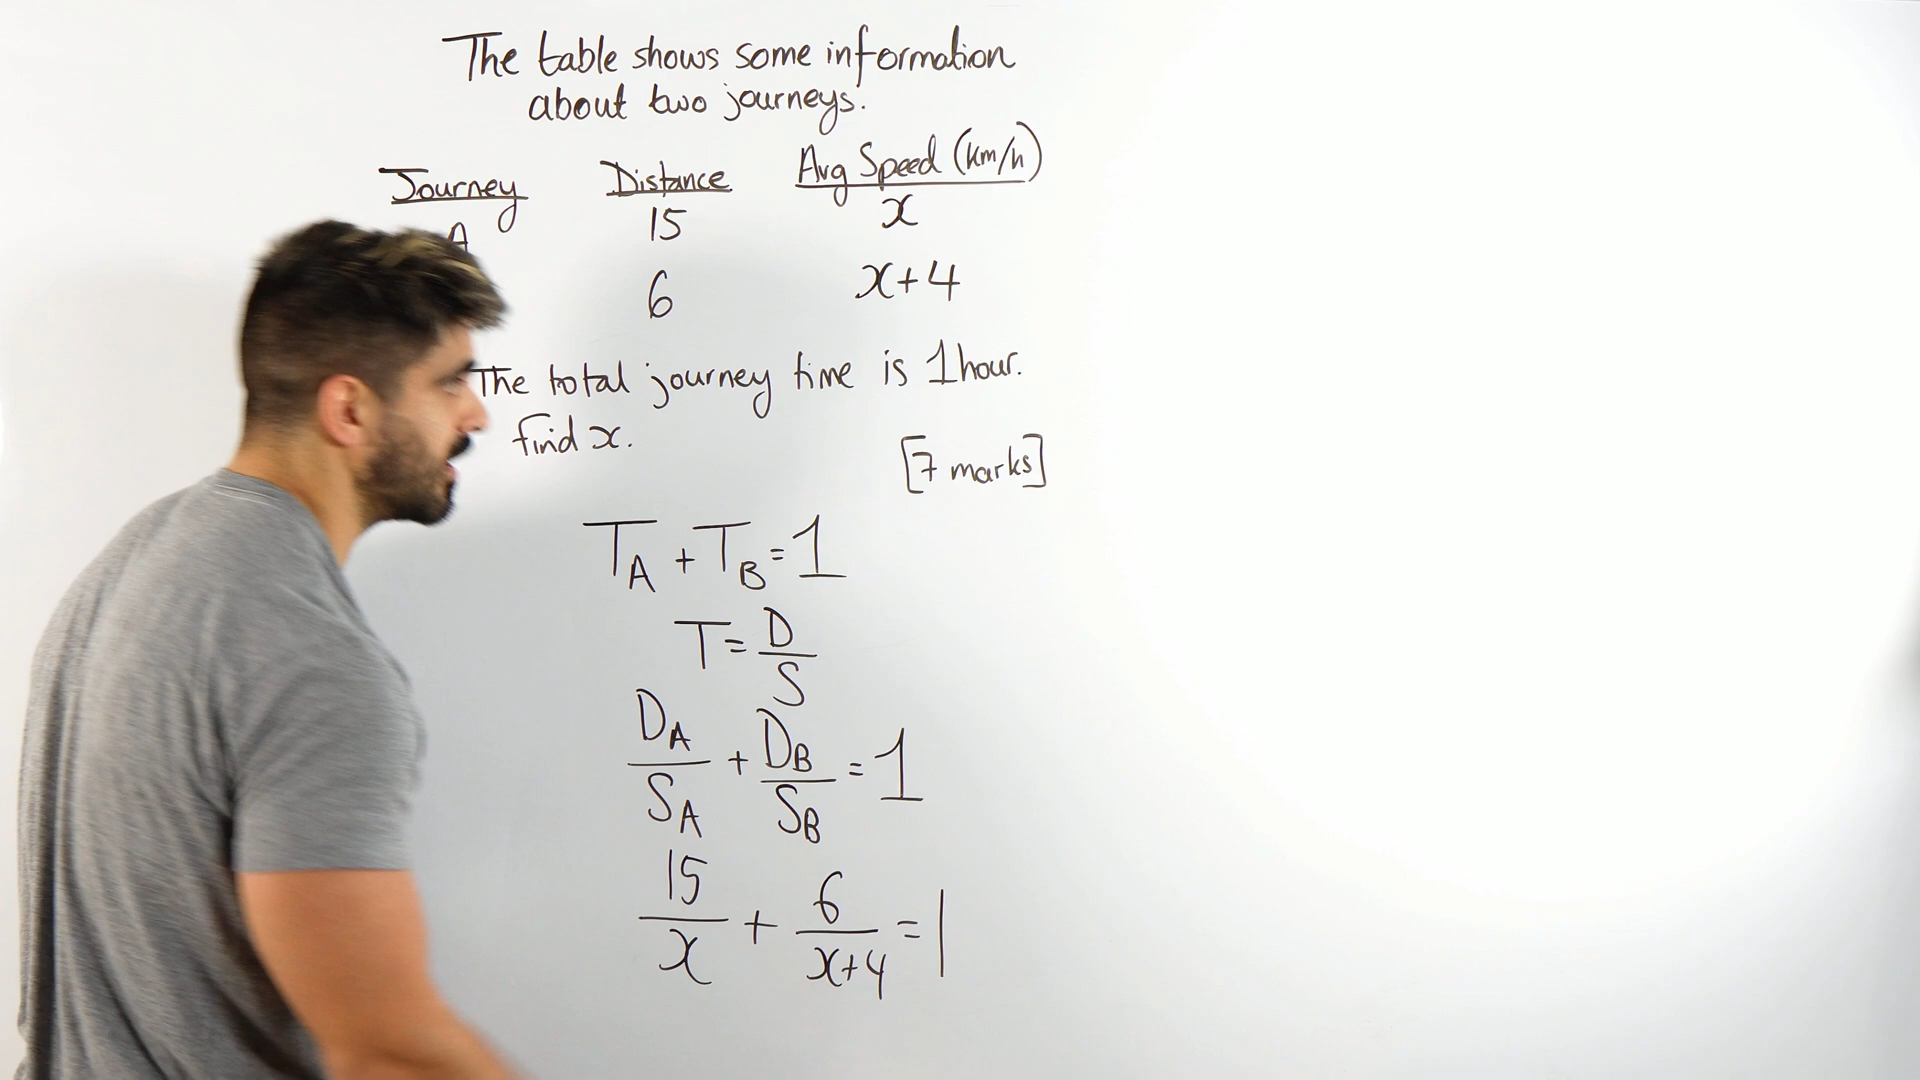 The table shows some information
about two journeys.
Journey Distance Avg Speed (km/h)
A 15 x
6 x+4
The total journey time is 1 hour.
Find x.
[7 marks]
T_A + T_B = 1
T = D/S
D_A/S_A + D_B/S_B = 1
15/x + 6/(x+4) = 1